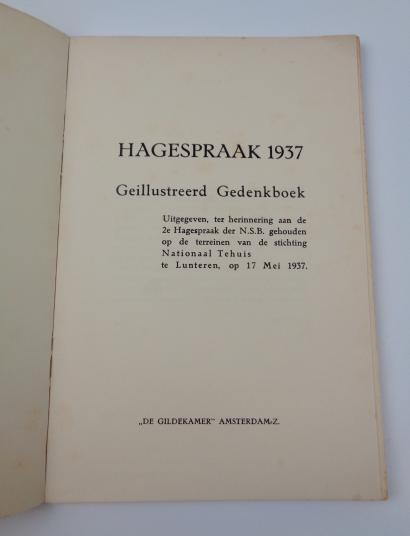 HAGESPRAAK 1937
Geillustreerd Gedenkboek
Uitgegeven, ter herinnering aan de
2e Hagespraak der N.S.B. gehouden
op de terreinen van de stichting
Nationaal Tehuis
te Lunteren, op 17 Mei 1937.
„DE GILDEKAMER” AMSTERDAM-Z.